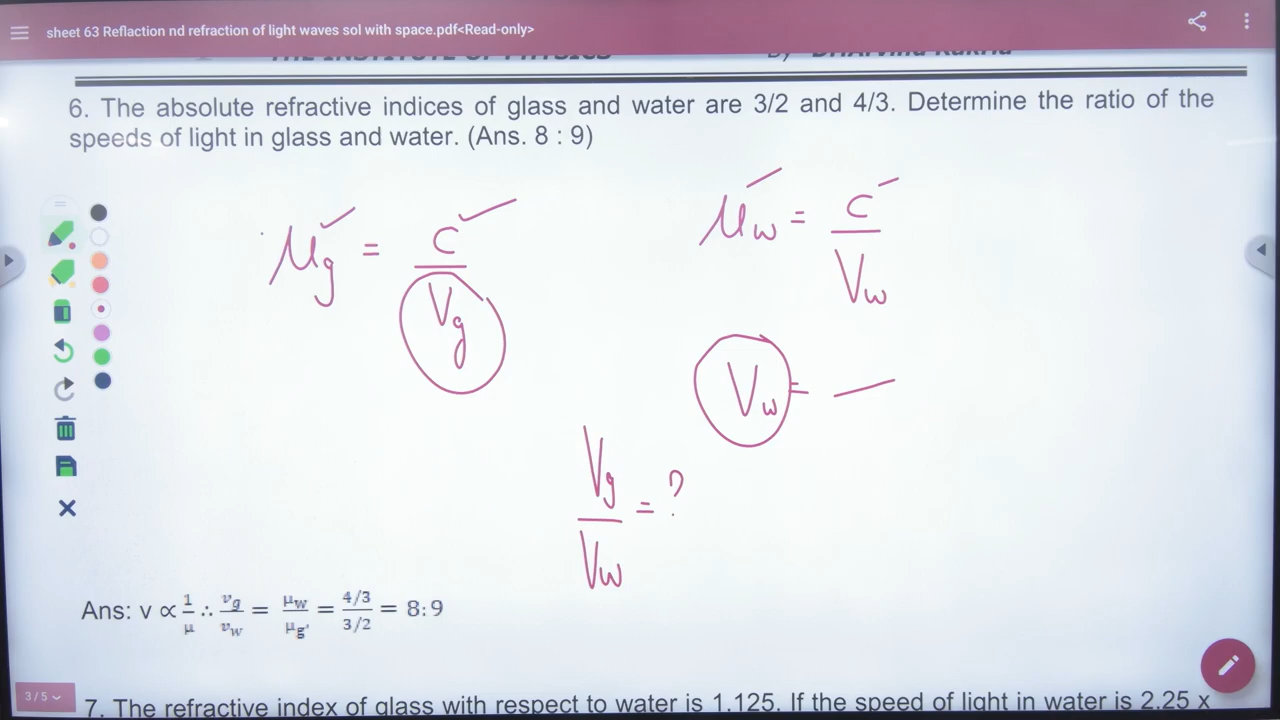 sheet 63 Reflaction nd refraction of light waves sol with space.pdf<Read-only>
6. The absolute refractive indices of glass and water are 3/2 and 4/3. Determine the ratio of the
speeds of light in glass and water. (Ans. 8 : 9)
μg = c/Vg
μw = c/Vw
Vw =
Vg/Vw = ?
Ans: v ∝ 1/μ ∴ vg/vw = μw/μg' = 4/3 / 3/2 = 8:9
3 / 5
7. The refractive index of glass with respect to water is 1.125. If the speed of light in water is 2.25 x